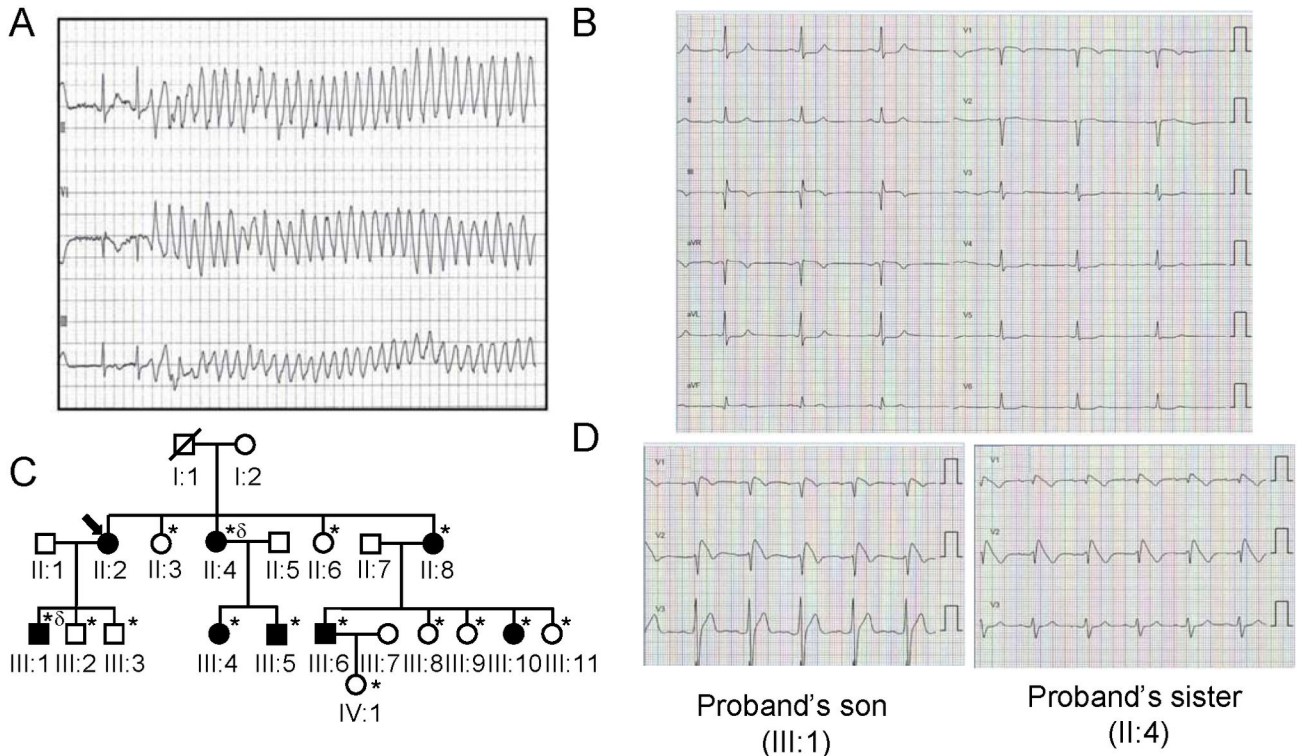 A
V1
B
II
III
aVR
aVL
aVF
V1
V2
V3
V4
V5
V6
C
I:1 I:2
* *δ * *
II:1 II:2 II:3 II:4 II:5 II:6 II:7 II:8
*δ * * * * * * * * *
III:1 III:2 III:3 III:4 III:5 III:6 III:7 III:8 III:9 III:10 III:11
*
IV:1
D
V1
V2
V3
Proband's son
(III:1)
V1
V2
V3
Proband's sister
(II:4)